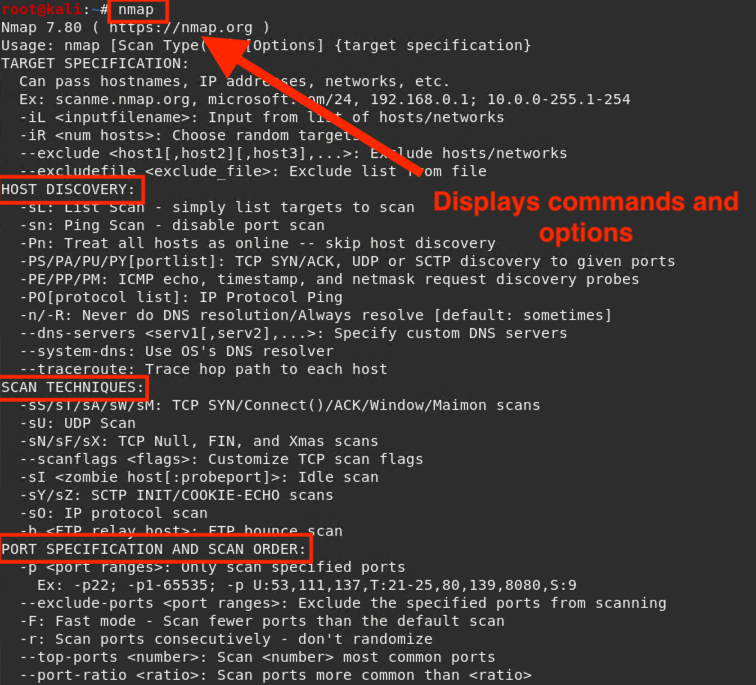 root@kali:~# nmap
Nmap 7.80 ( https://nmap.org )
Usage: nmap [Scan Type( [Options] {target specification}
TARGET SPECIFICATION:
  Can pass hostnames, IP addresses, networks, etc.
  Ex: scanme.nmap.org, microsoft.com/24, 192.168.0.1; 10.0.0-255.1-254
  -iL <inputfilename>: Input from list of hosts/networks
  -iR <num hosts>: Choose random targets
  --exclude <host1[,host2][,host3],...>: Exclude hosts/networks
  --excludefile <exclude_file>: Exclude list from file
HOST DISCOVERY:
  -sL: List Scan - simply list targets to scan
Displays commands and
options
  -sn: Ping Scan - disable port scan
  -Pn: Treat all hosts as online -- skip host discovery
  -PS/PA/PU/PY[portlist]: TCP SYN/ACK, UDP or SCTP discovery to given ports
  -PE/PP/PM: ICMP echo, timestamp, and netmask request discovery probes
  -PO[protocol list]: IP Protocol Ping
  -n/-R: Never do DNS resolution/Always resolve [default: sometimes]
  --dns-servers <serv1[,serv2],...>: Specify custom DNS servers
  --system-dns: Use OS's DNS resolver
  --traceroute: Trace hop path to each host
SCAN TECHNIQUES:
  -sS/sT/sA/sW/sM: TCP SYN/Connect()/ACK/Window/Maimon scans
  -sU: UDP Scan
  -sN/sF/sX: TCP Null, FIN, and Xmas scans
  --scanflags <flags>: Customize TCP scan flags
  -sI <zombie host[:probeport]>: Idle scan
  -sY/sZ: SCTP INIT/COOKIE-ECHO scans
  -sO: IP protocol scan
  -b <FTP relay host>: FTP bounce scan
PORT SPECIFICATION AND SCAN ORDER:
  -p <port ranges>: Only scan specified ports
    Ex: -p22; -p1-65535; -p U:53,111,137,T:21-25,80,139,8080,S:9
  --exclude-ports <port ranges>: Exclude the specified ports from scanning
  -F: Fast mode - Scan fewer ports than the default scan
  -r: Scan ports consecutively - don't randomize
  --top-ports <number>: Scan <number> most common ports
  --port-ratio <ratio>: Scan ports more common than <ratio>